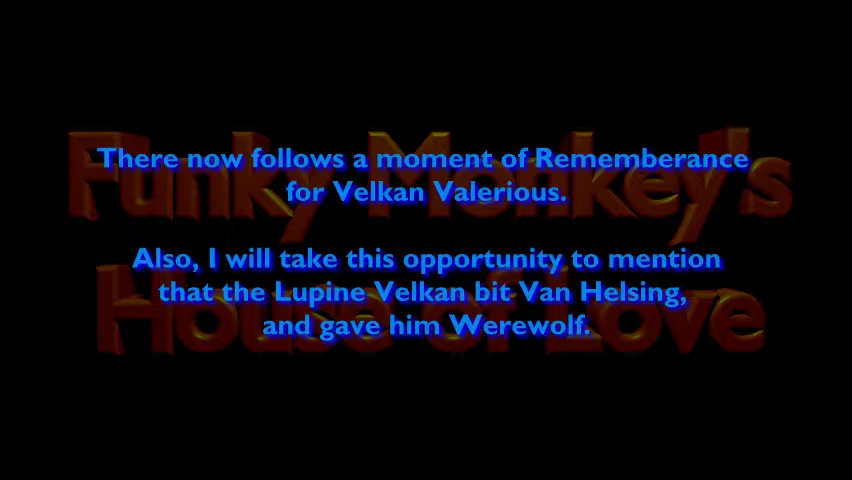 There now follows a moment of Rememberance
for Velkan Valerious.
Also, I will take this opportunity to mention
that the Lupine Velkan bit Van Helsing,
and gave him Werewolf.
Funky Monkey's
House of Love